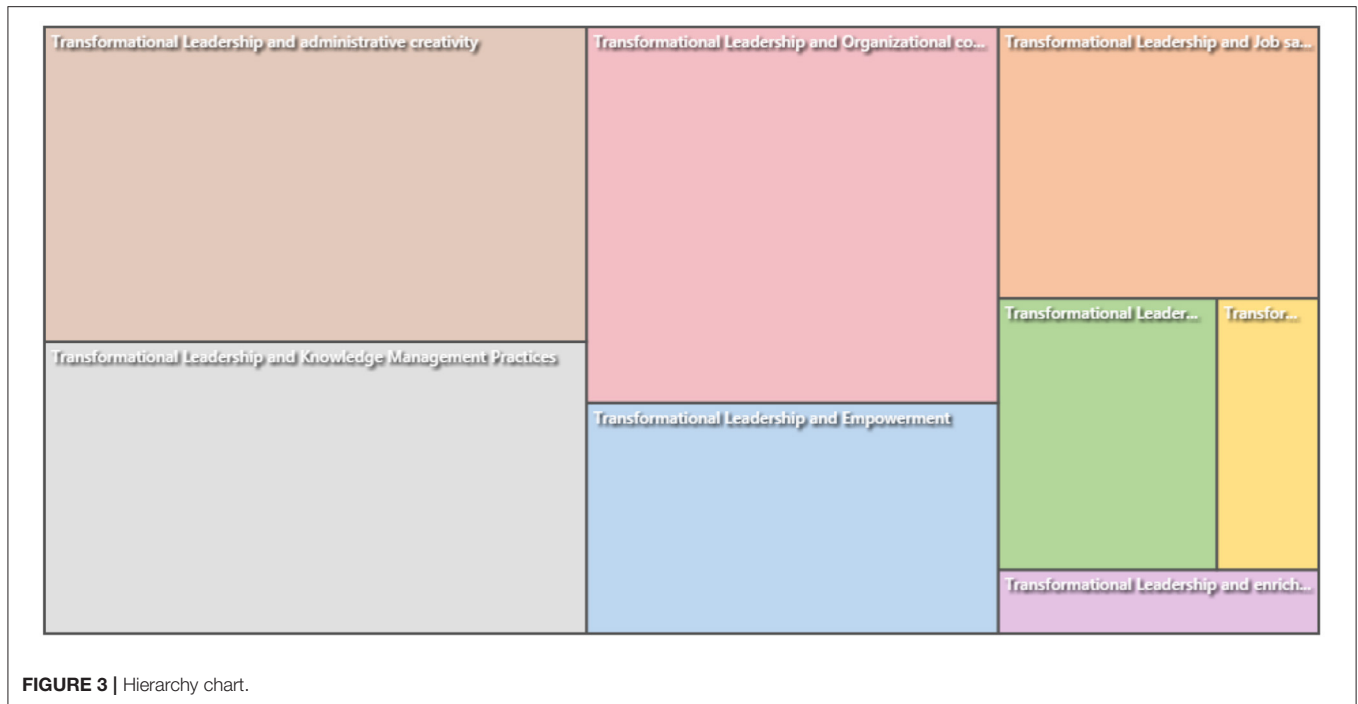 Transformational Leadership and administrative creativity
Transformational Leadership and Organizational co...
Transformational Leadership and Job sa...
Transformational Leadership and Knowledge Management Practices
Transformational Leadership and Empowerment
Transformational Leader...
Transfor...
Transformational Leadership and enrich...
FIGURE 3 | Hierarchy chart.